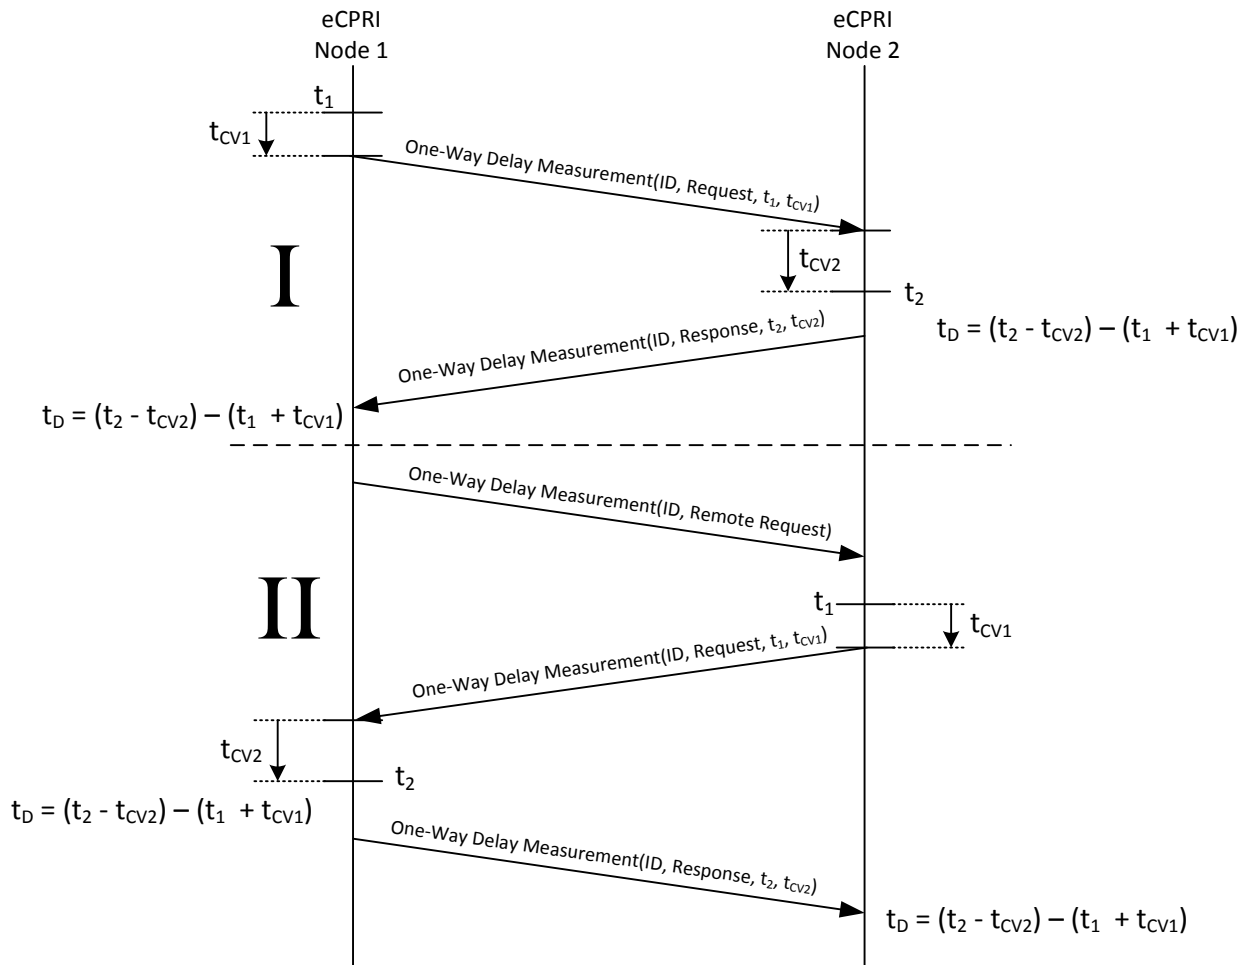 eCPRI
Node 1
eCPRI
Node 2
t1
tCV1
One-Way Delay Measurement(ID, Request, t1, tCV1)
I
tCV2
t2
tD = (t2 - tCV2) – (t1 + tCV1)
One-Way Delay Measurement(ID, Response, t2, tCV2)
tD = (t2 - tCV2) – (t1 + tCV1)
One-Way Delay Measurement(ID, Remote Request)
II
t1
tCV1
One-Way Delay Measurement(ID, Request, t1, tCV1)
tCV2
t2
tD = (t2 - tCV2) – (t1 + tCV1)
One-Way Delay Measurement(ID, Response, t2, tCV2)
tD = (t2 - tCV2) – (t1 + tCV1)